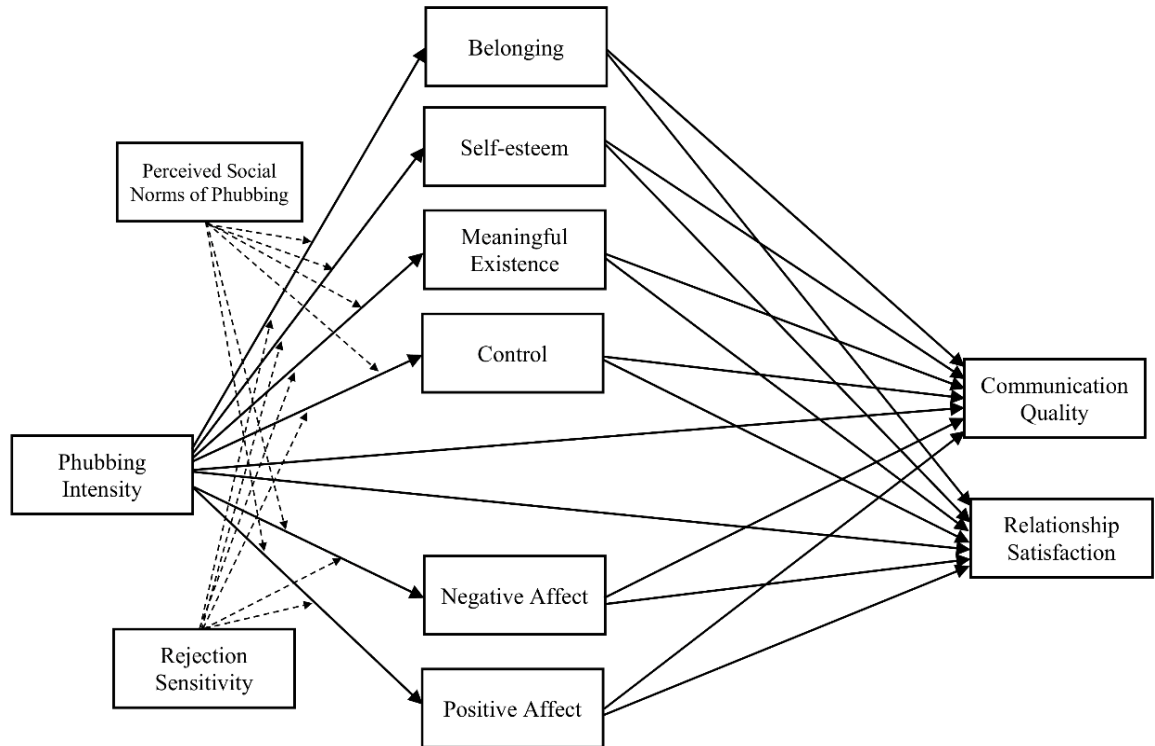 Belonging
Self-esteem
Perceived Social
Norms of Phubbing
Meaningful
Existence
Control
Communication
Quality
Phubbing
Intensity
Relationship
Satisfaction
Negative Affect
Rejection
Sensitivity
Positive Affect